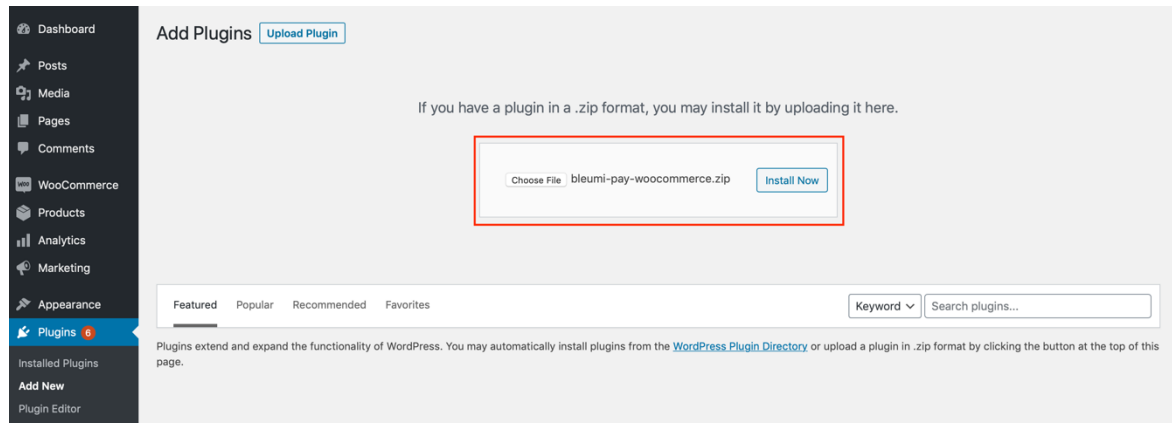 Dashboard
Posts
Media
Pages
Comments
WooCommerce
Products
Analytics
Marketing
Appearance
Plugins 6
Installed Plugins
Add New
Plugin Editor
Add Plugins Upload Plugin
If you have a plugin in a .zip format, you may install it by uploading it here.
Choose File bleumi-pay-woocommerce.zip Install Now
Featured Popular Recommended Favorites Keyword Search plugins...
Plugins extend and expand the functionality of WordPress. You may automatically install plugins from the WordPress Plugin Directory or upload a plugin in .zip format by clicking the button at the top of this
page.